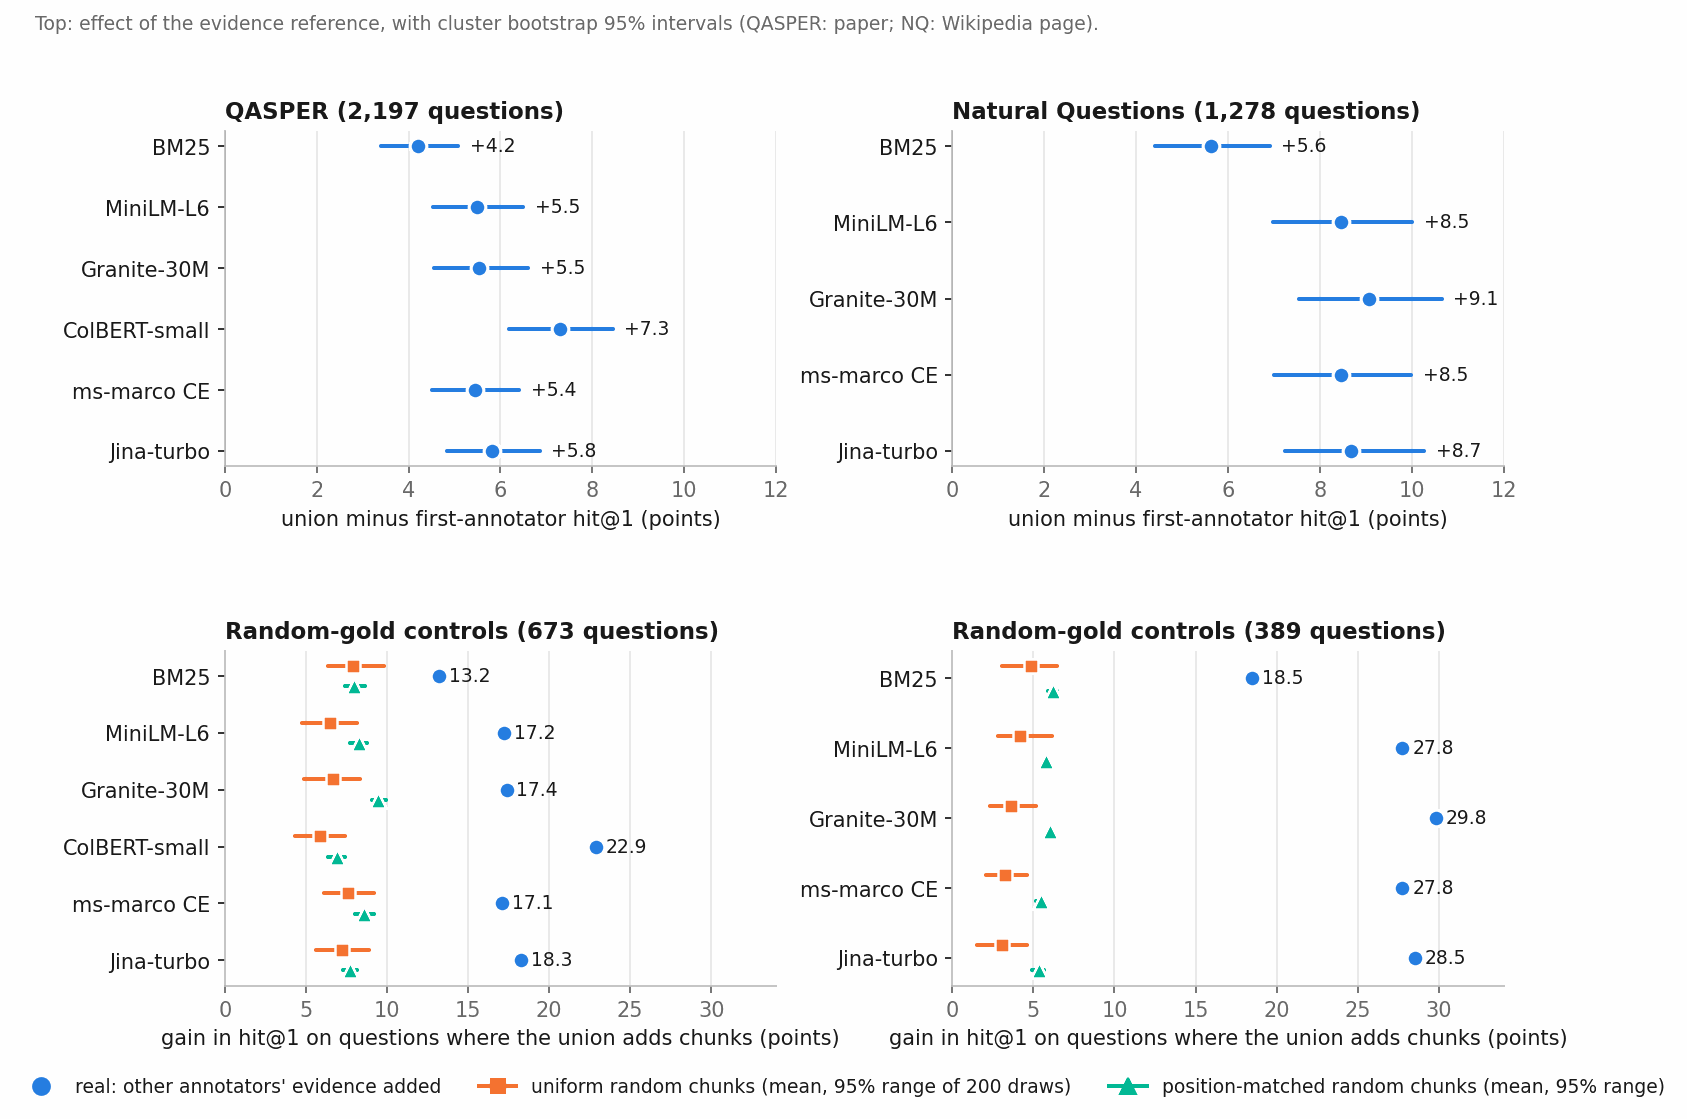 Top: effect of the evidence reference, with cluster bootstrap 95% intervals (QASPER: paper; NQ: Wikipedia page).
QASPER (2,197 questions)
BM25 +4.2
MiniLM-L6 +5.5
Granite-30M +5.5
ColBERT-small +7.3
ms-marco CE +5.4
Jina-turbo +5.8
0 2 4 6 8 10 12
union minus first-annotator hit@1 (points)
Natural Questions (1,278 questions)
BM25 +5.6
MiniLM-L6 +8.5
Granite-30M +9.1
ms-marco CE +8.5
Jina-turbo +8.7
0 2 4 6 8 10 12
union minus first-annotator hit@1 (points)
Random-gold controls (673 questions)
BM25 13.2
MiniLM-L6 17.2
Granite-30M 17.4
ColBERT-small 22.9
ms-marco CE 17.1
Jina-turbo 18.3
0 5 10 15 20 25 30
gain in hit@1 on questions where the union adds chunks (points)
Random-gold controls (389 questions)
BM25 18.5
MiniLM-L6 27.8
Granite-30M 29.8
ms-marco CE 27.8
Jina-turbo 28.5
0 5 10 15 20 25 30
gain in hit@1 on questions where the union adds chunks (points)
real: other annotators' evidence added
uniform random chunks (mean, 95% range of 200 draws)
position-matched random chunks (mean, 95% range)